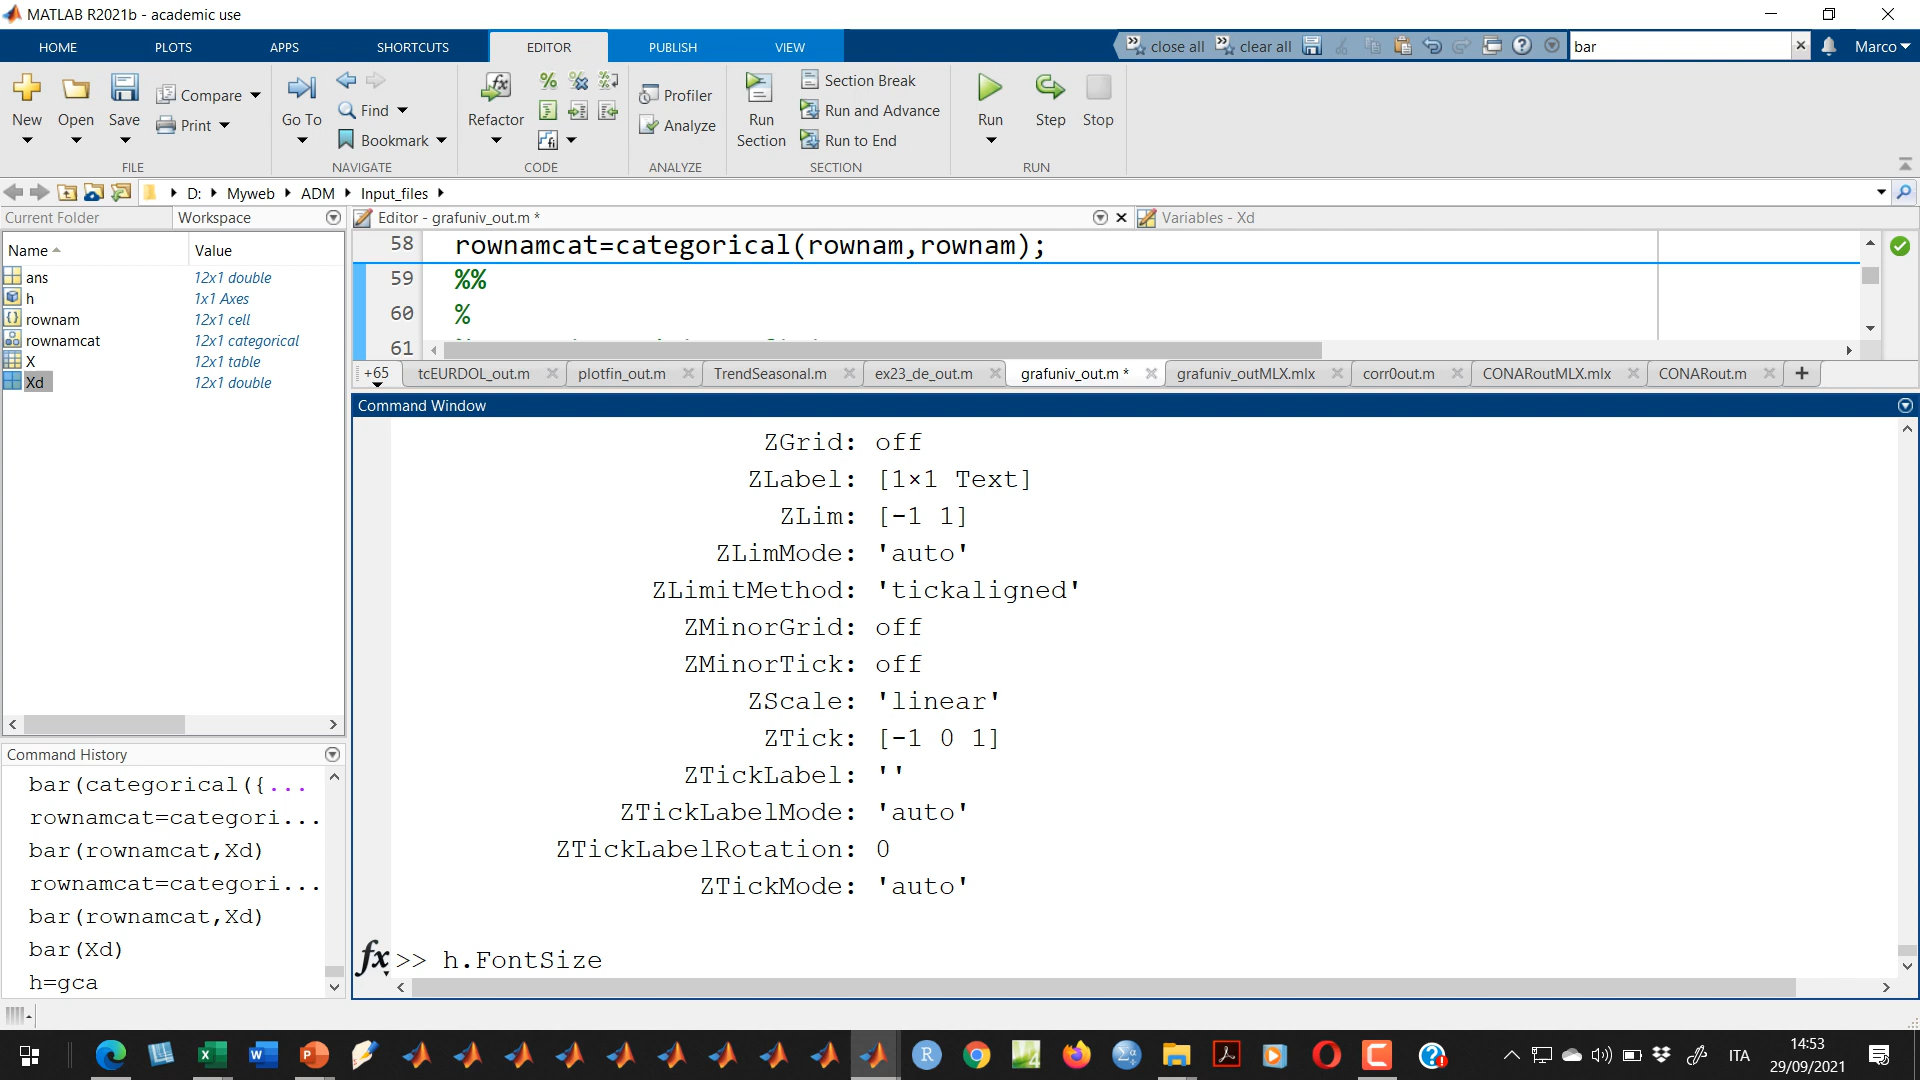 MATLAB R2021b - academic use
HOME PLOTS APPS SHORTCUTS EDITOR PUBLISH VIEW close all clear all bar Marco
New Open Save Compare Print Go To Find Bookmark Refactor Profiler Analyze Run Section Section Break Run and Advance Run to End Run Step Stop
FILE NAVIGATE CODE ANALYZE SECTION RUN
D: Myweb ADM Input_files
Current Folder Workspace
Name Value
ans 12x1 double
h 1x1 Axes
rownam 12x1 cell
rownamcat 12x1 categorical
X 12x1 table
Xd 12x1 double
Command History
bar(categorical({...
rownamcat=categori...
bar(rownamcat,Xd)
rownamcat=categori...
bar(rownamcat,Xd)
bar(Xd)
h=gca
Editor - grafuniv_out.m * Variables - Xd
58 rownamcat=categorical(rownam,rownam);
59 %%
60 %
61
+65 tcEURDOL_out.m plotfin_out.m TrendSeasonal.m ex23_de_out.m grafuniv_out.m * grafuniv_outMLX.mlx corr0out.m CONARoutMLX.mlx CONARout.m +
Command Window
ZGrid: off
ZLabel: [1×1 Text]
ZLim: [-1 1]
ZLimMode: 'auto'
ZLimitMethod: 'tickaligned'
ZMinorGrid: off
ZMinorTick: off
ZScale: 'linear'
ZTick: [-1 0 1]
ZTickLabel: ''
ZTickLabelMode: 'auto'
ZTickLabelRotation: 0
ZTickMode: 'auto'
fx >> h.FontSize
ITA 14:53
29/09/2021